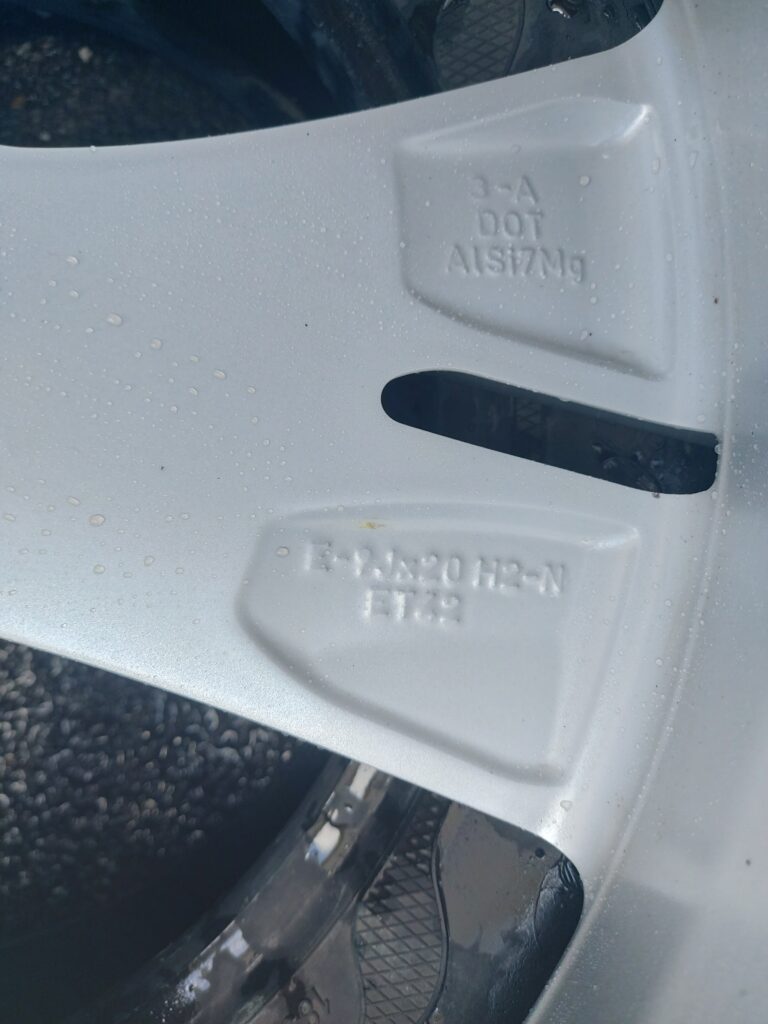 3-A
DOT
AlSi7Mg
E-9Jx20 H2-N